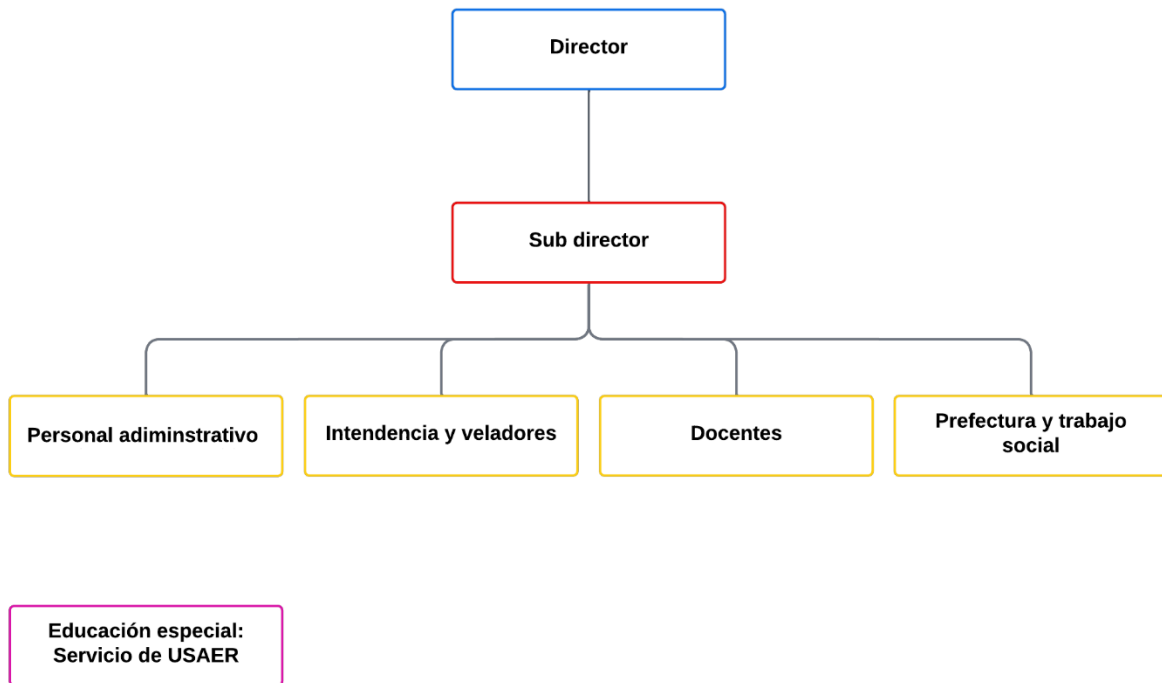 Director
Sub director
Personal adiminstrativo
Intendencia y veladores
Docentes
Prefectura y trabajo
social
Educación especial:
Servicio de USAER